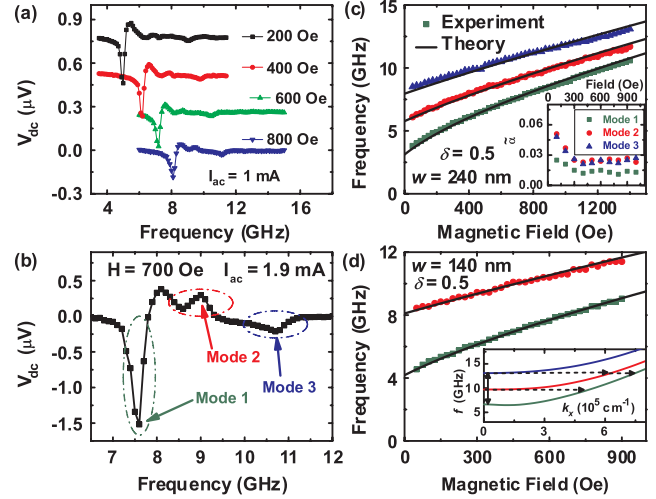 (a)
0.9
0.6
0.3
0.0
-0.3
V_dc (μV)
200 Oe
400 Oe
600 Oe
800 Oe
I_ac = 1 mA
4 8 12 16
Frequency (GHz)
(b)
H = 700 Oe I_ac = 1.9 mA
0.5
0.0
-0.5
-1.0
-1.5
V_dc (μV)
Mode 1
Mode 2
Mode 3
7 8 9 10 11 12
Frequency (GHz)
(c)
Experiment
Theory
15
10
5
0
Frequency (GHz)
δ = 0.5
w = 240 nm
Field (Oe)
0 300 600 900
0.06
0.03
0.00
α̃
Mode 1
Mode 2
Mode 3
0 400 800 1200
Magnetic Field (Oe)
(d)
w = 140 nm
δ = 0.5
12
8
4
0
Frequency (GHz)
15
10
5
f (GHz)
k_x (10^5 cm^-1)
0 3 6
0 200 400 600 800
Magnetic Field (Oe)